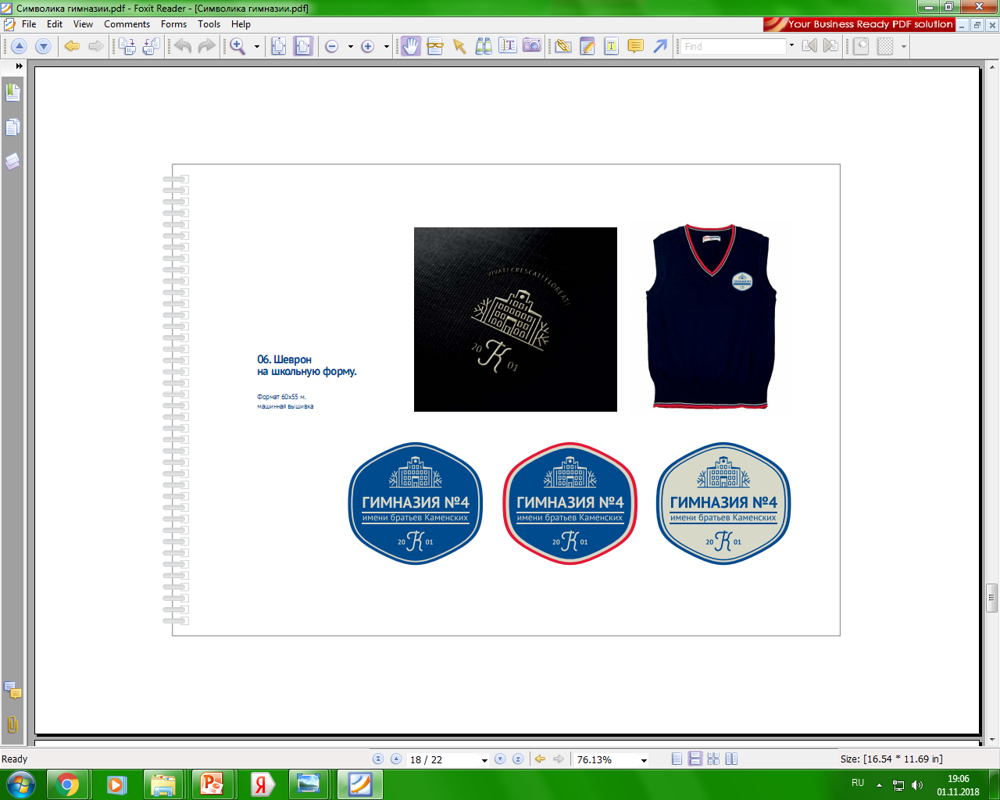 Символика гимназии.pdf - Foxit Reader - [Символика гимназии.pdf]
File Edit View Comments Forms Tools Help
Your Business Ready PDF solution
Find
VIVAT! CRESCAT! FLOREAT!
20 К 01
06. Шеврон
на школьную форму.
Формат 60х55 м.
машинная вышивка
ГИМНАЗИЯ №4
ГИМНАЗИЯ №4
имени братьев Каменских
20 К 01
ГИМНАЗИЯ №4
имени братьев Каменских
20 К 01
ГИМНАЗИЯ №4
имени братьев Каменских
20 К 01
Ready
18 / 22
76.13%
Size: [16.54 * 11.69 in]
RU
19:06
01.11.2018